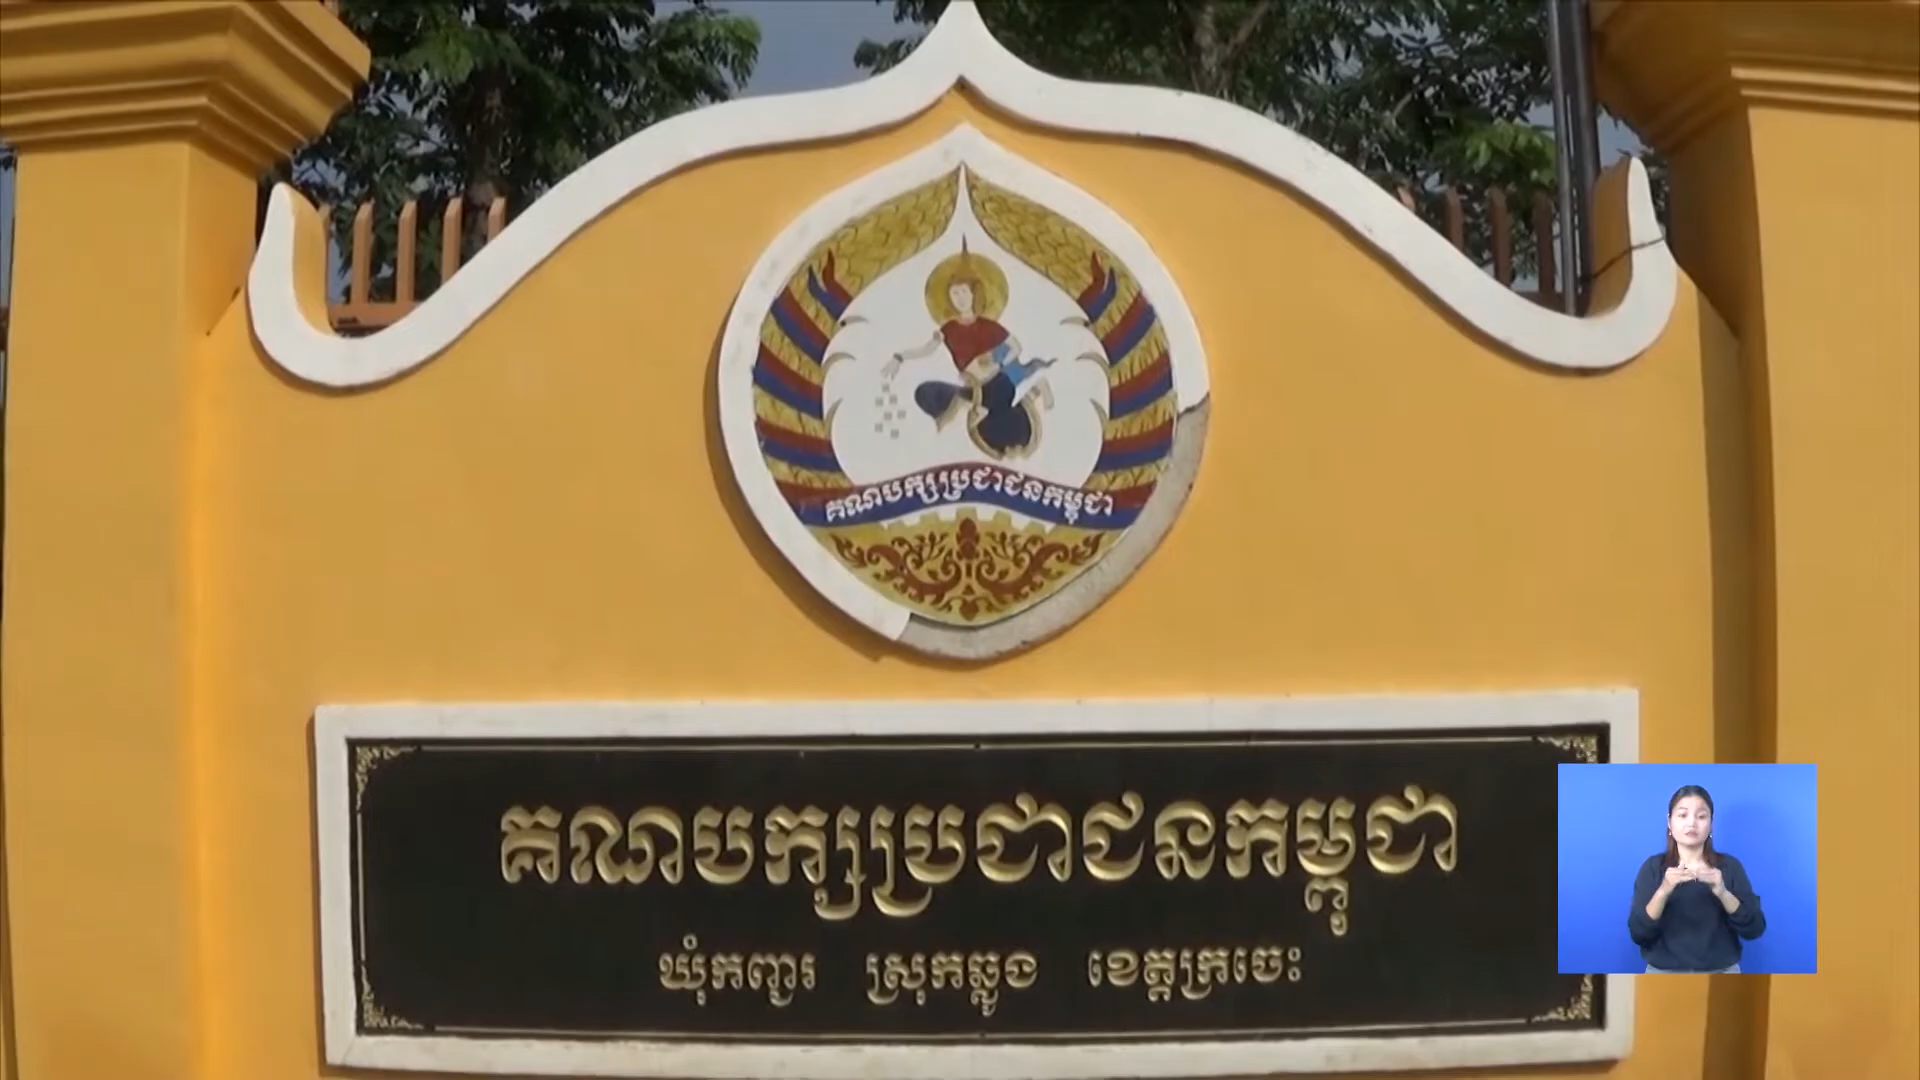 គណបក្សប្រជាជនកម្ពុជា
គណបក្សប្រជាជនកម្ពុជា
ឃុំកញ្ជរ ស្រុកឆ្លូង ខេត្តក្រចេះ